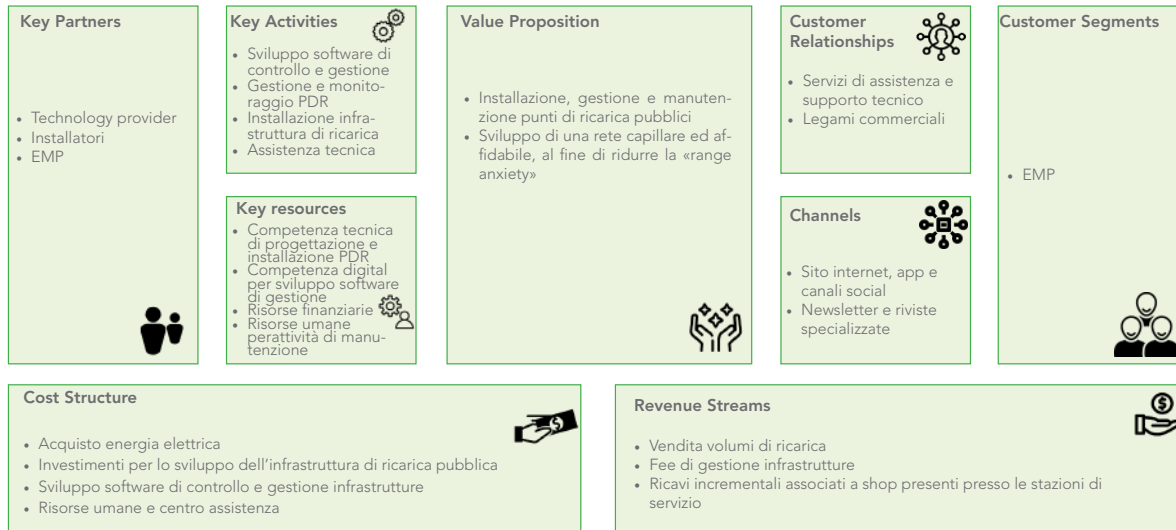 Key Partners
• Technology provider
• Installatori
• EMP
Key Activities
• Sviluppo software di
controllo e gestione
• Gestione e monito-
raggio PDR
• Installazione infra-
struttura di ricarica
• Assistenza tecnica
Key resources
• Competenza tecnica
di progettazione e
installazione PDR
• Competenza digital
per sviluppo software
di gestione
• Risorse finanziarie
• Risorse umane
perattività di manu-
tenzione
Value Proposition
• Installazione, gestione e manuten-
zione punti di ricarica pubblici
• Sviluppo di una rete capillare ed af-
fidabile, al fine di ridurre la «range
anxiety»
Customer
Relationships
• Servizi di assistenza e
supporto tecnico
• Legami commerciali
Channels
• Sito internet, app e
canali social
• Newsletter e riviste
specializzate
Customer Segments
• EMP
Cost Structure
• Acquisto energia elettrica
• Investimenti per lo sviluppo dell’infrastruttura di ricarica pubblica
• Sviluppo software di controllo e gestione infrastrutture
• Risorse umane e centro assistenza
Revenue Streams
• Vendita volumi di ricarica
• Fee di gestione infrastrutture
• Ricavi incrementali associati a shop presenti presso le stazioni di
servizio